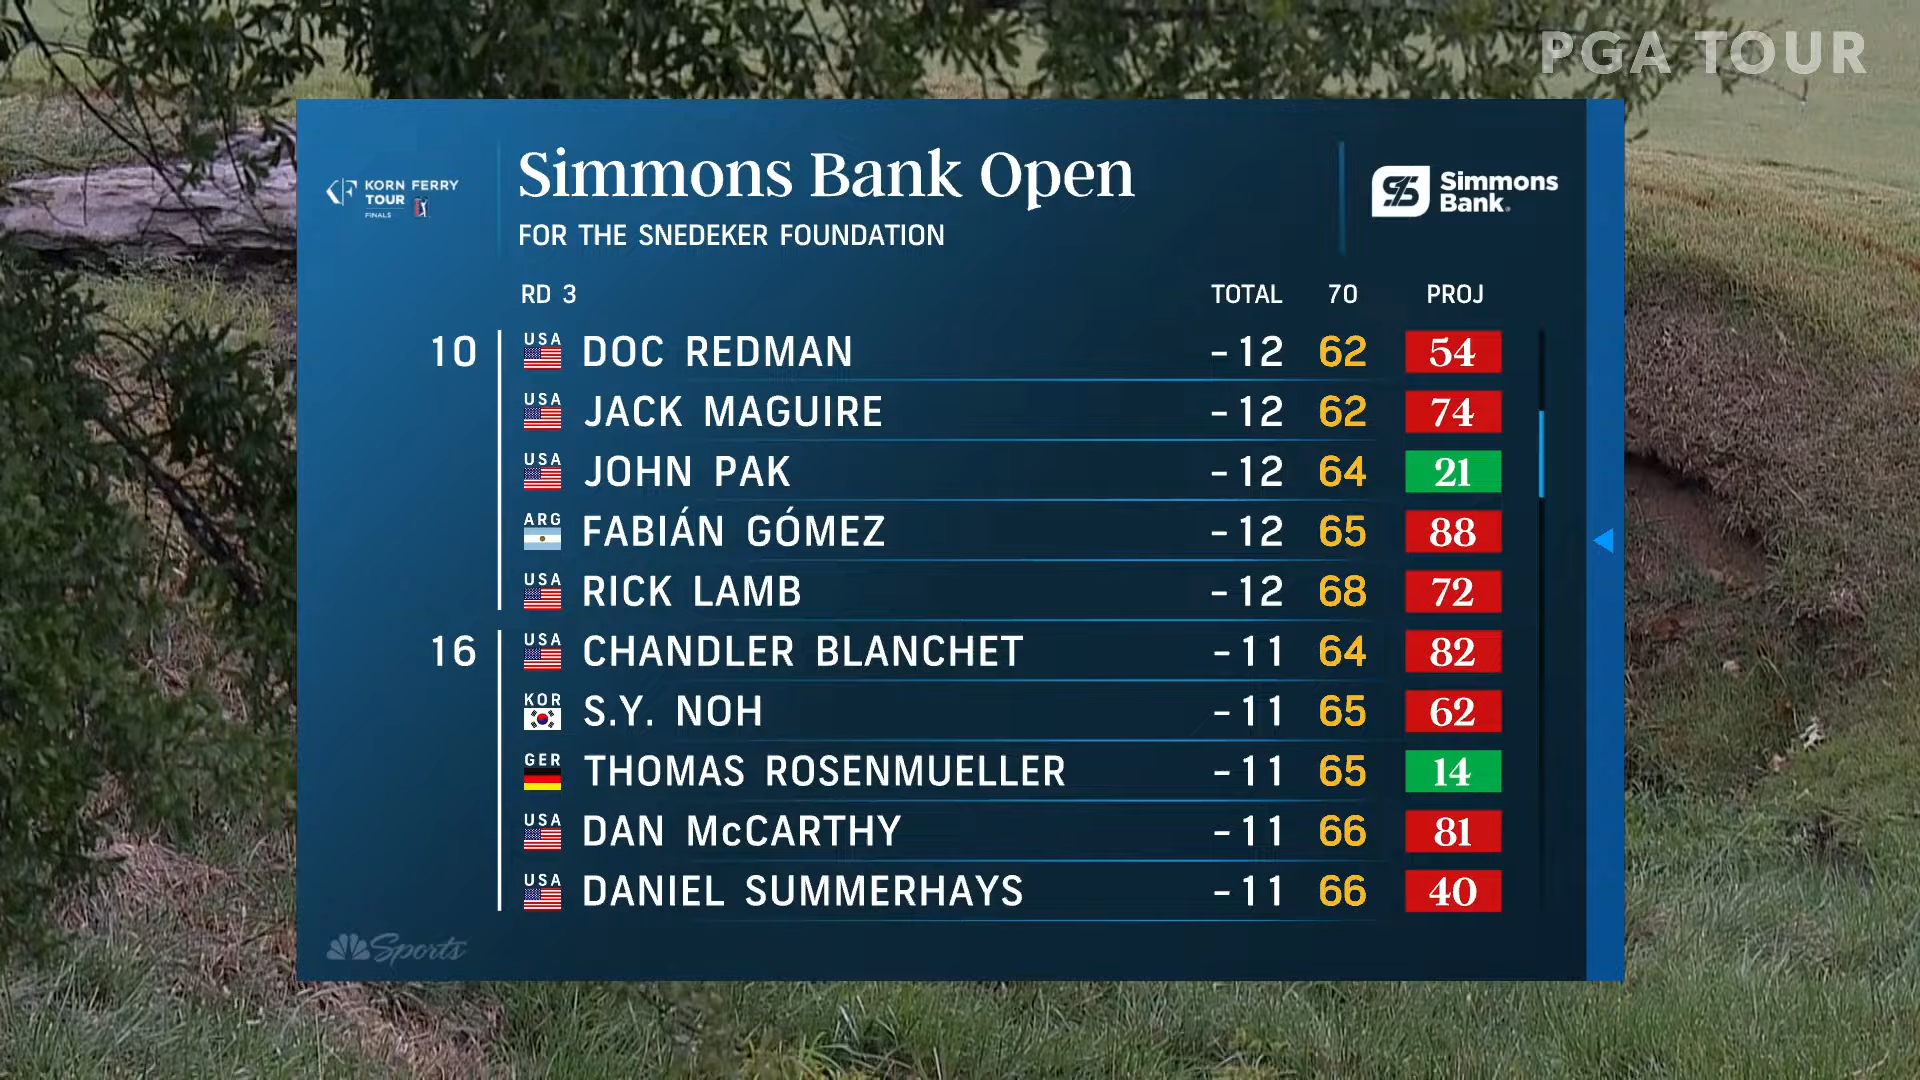 PGA TOUR
KORN FERRY
TOUR
FINALS
Simmons Bank Open
FOR THE SNEDEKER FOUNDATION
Simmons
Bank.
RD 3 TOTAL 70 PROJ
10 USA DOC REDMAN -12 62 54
USA JACK MAGUIRE -12 62 74
USA JOHN PAK -12 64 21
ARG FABIÁN GÓMEZ -12 65 88
USA RICK LAMB -12 68 72
16 USA CHANDLER BLANCHET -11 64 82
KOR S.Y. NOH -11 65 62
GER THOMAS ROSENMUELLER -11 65 14
USA DAN McCARTHY -11 66 81
USA DANIEL SUMMERHAYS -11 66 40
Sports